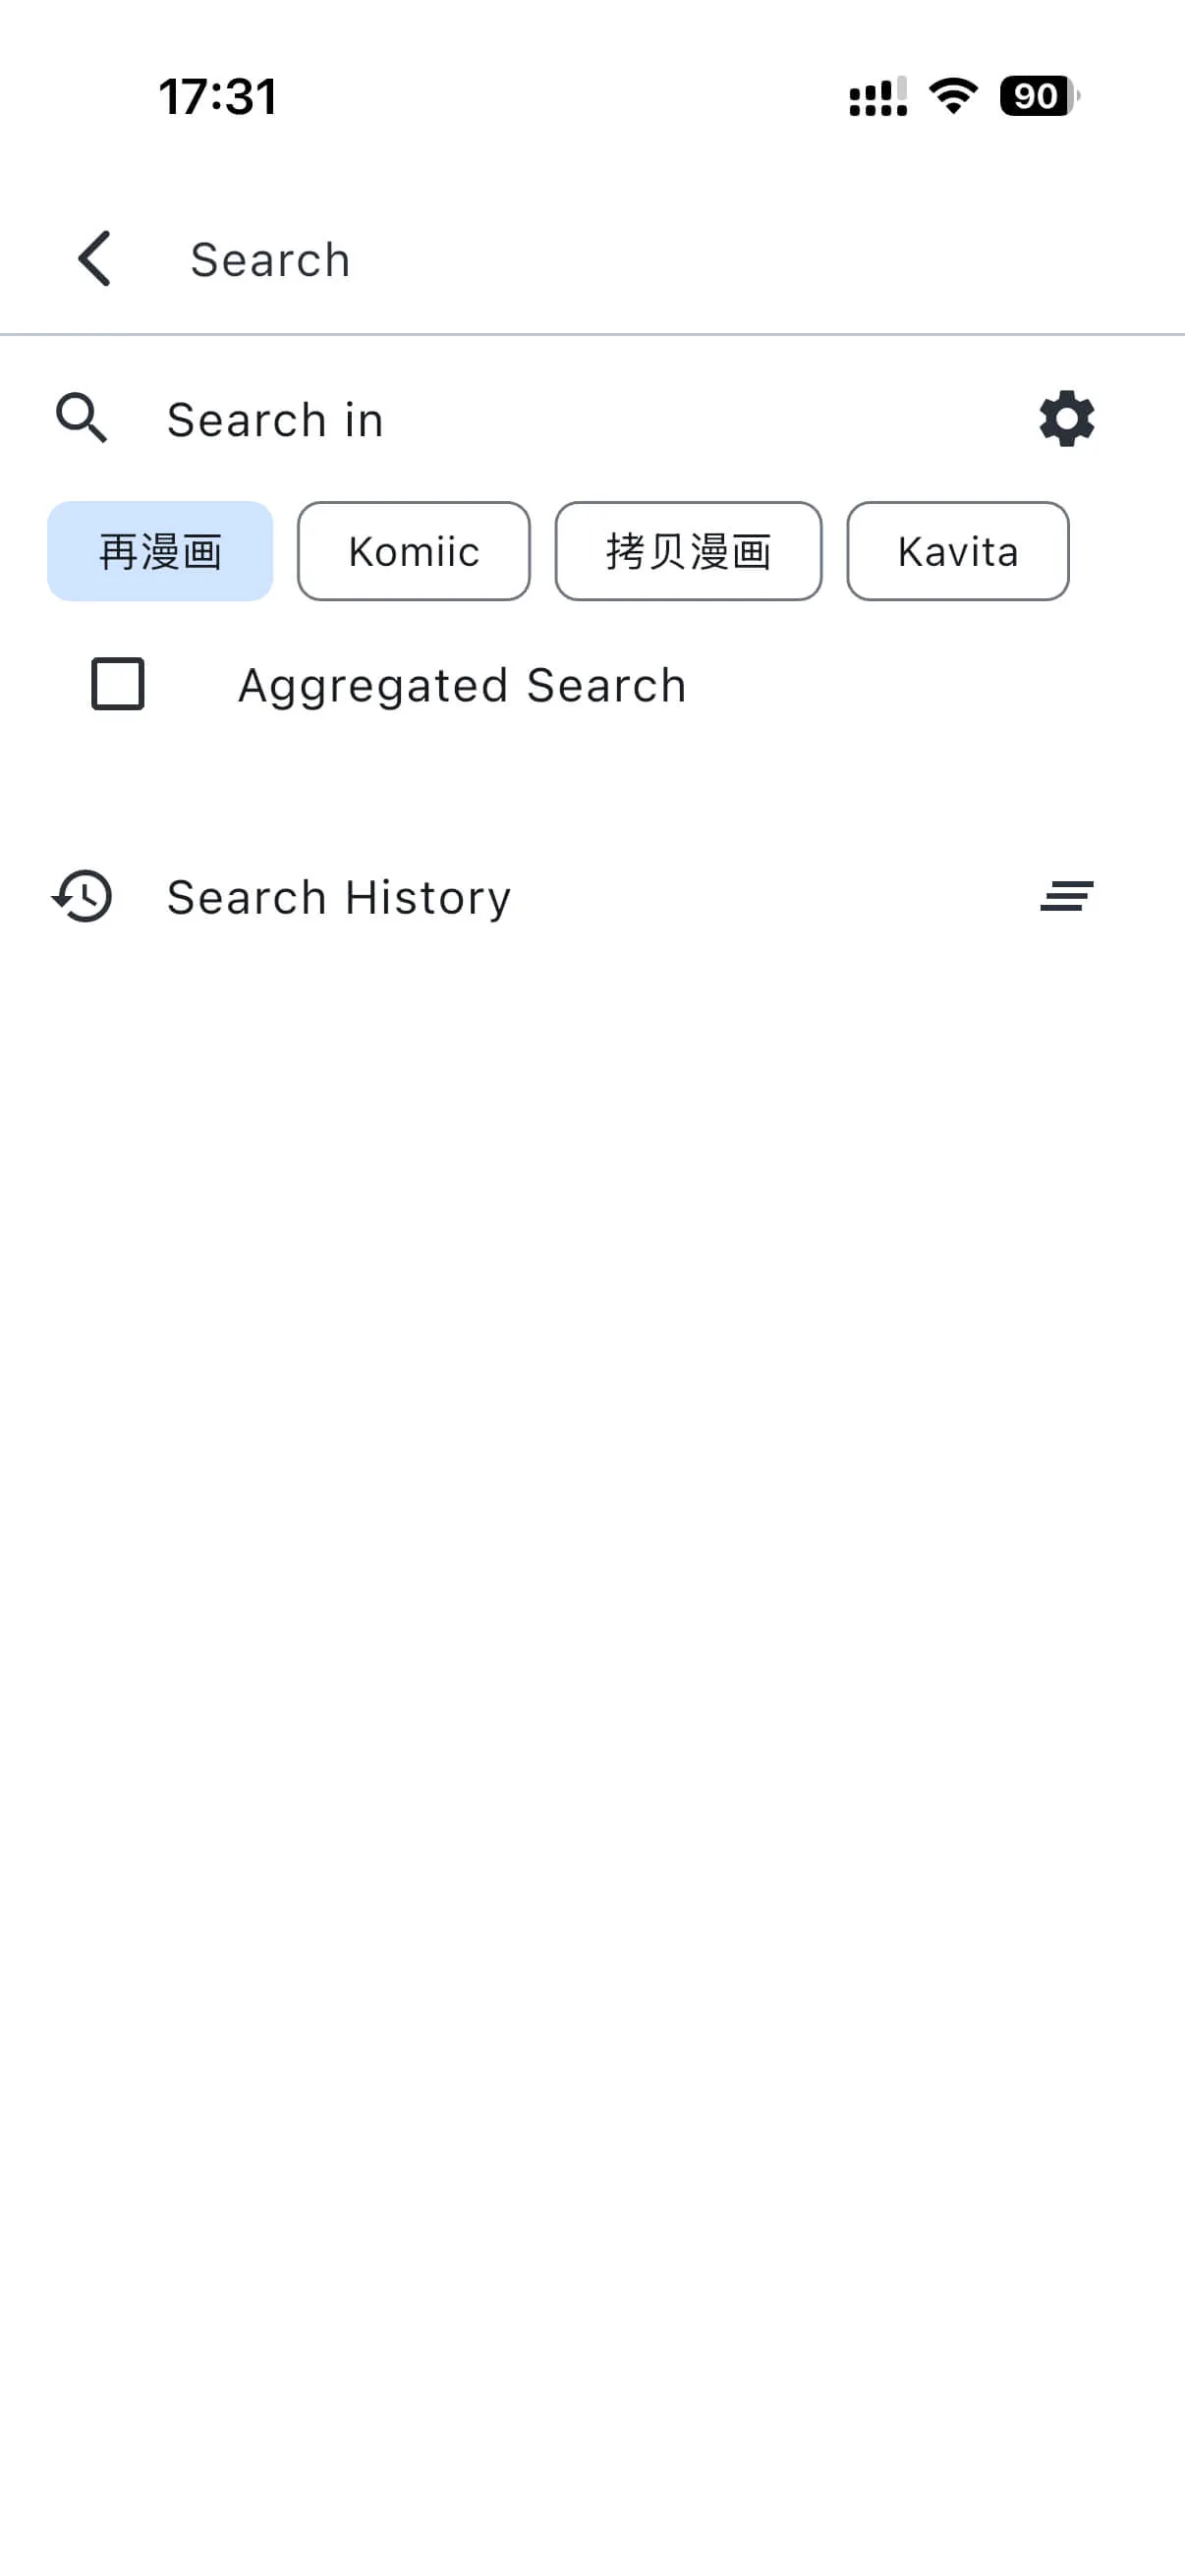 17:31
90
Search
Search in
再漫画 Komiic 拷贝漫画 Kavita
Aggregated Search
Search History